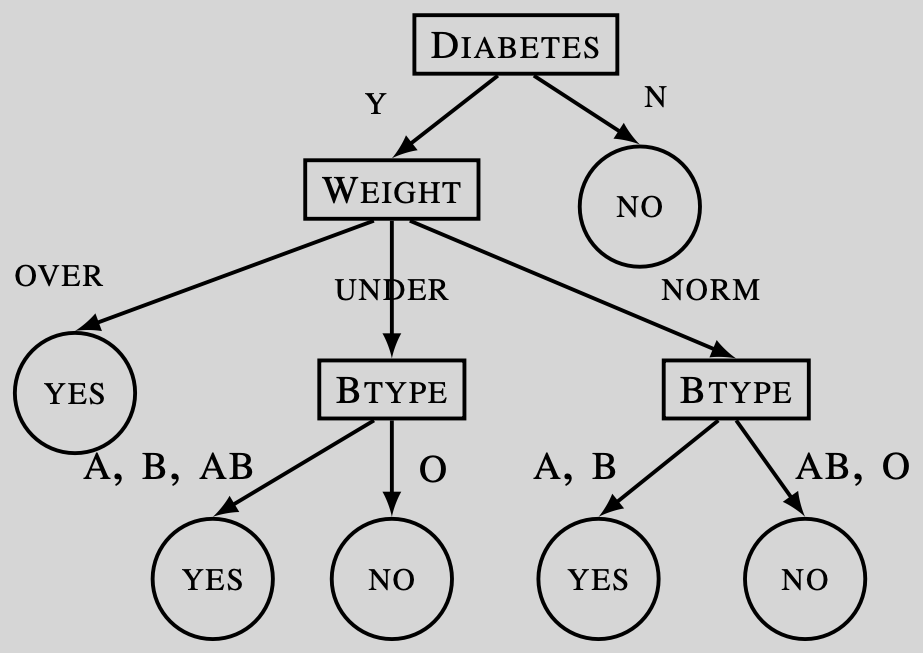 DIABETES
Y
N
WEIGHT
NO
OVER
UNDER
NORM
YES
BTYPE
BTYPE
A, B, AB
O
A, B
AB, O
YES
NO
YES
NO